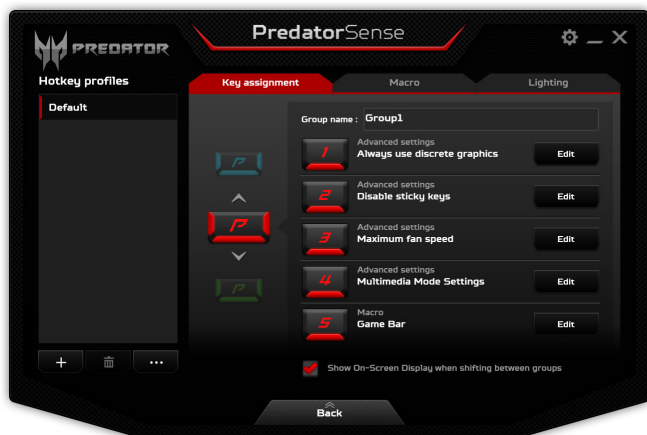 PREDATOR
PredatorSense
Hotkey profiles
Key assignment
Macro
Lighting
Default
Group name : Group1
1
Advanced settings
Always use discrete graphics
Edit
2
Advanced settings
Disable sticky keys
Edit
3
Advanced settings
Maximum fan speed
Edit
4
Advanced settings
Multimedia Mode Settings
Edit
5
Macro
Game Bar
Edit
P
P
P
+
...
Show On-Screen Display when shifting between groups
Back